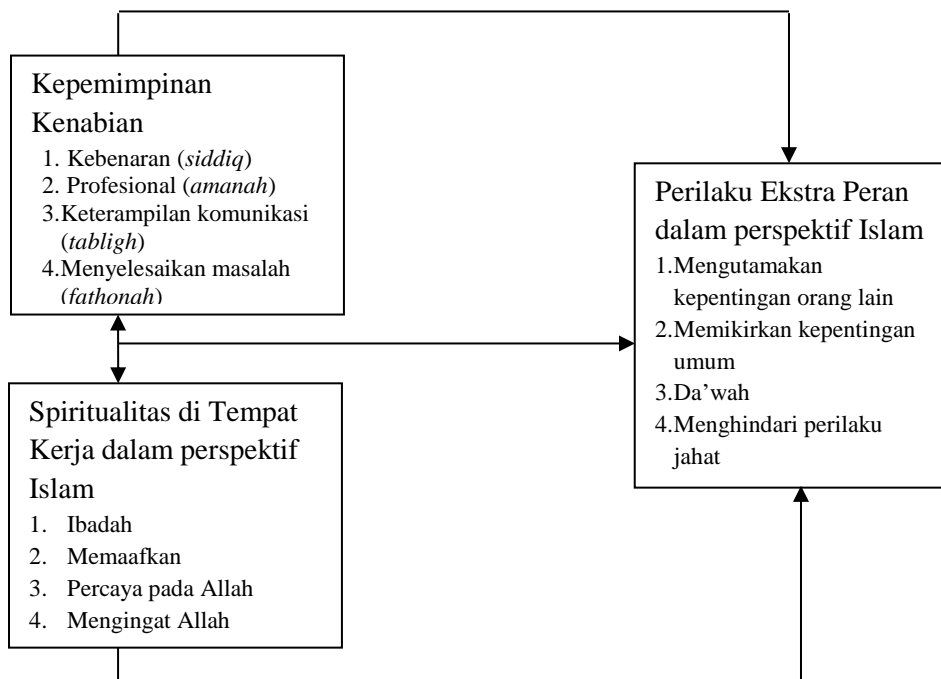 Kepemimpinan
Kenabian
1. Kebenaran (siddiq)
2. Profesional (amanah)
3.Keterampilan komunikasi
(tabligh)
4.Menyelesaikan masalah
(fathonah)
Spiritualitas di Tempat
Kerja dalam perspektif
Islam
1. Ibadah
2. Memaafkan
3. Percaya pada Allah
4. Mengingat Allah
Perilaku Ekstra Peran
dalam perspektif Islam
1.Mengutamakan
kepentingan orang lain
2.Memikirkan kepentingan
umum
3.Da’wah
4.Menghindari perilaku
jahat